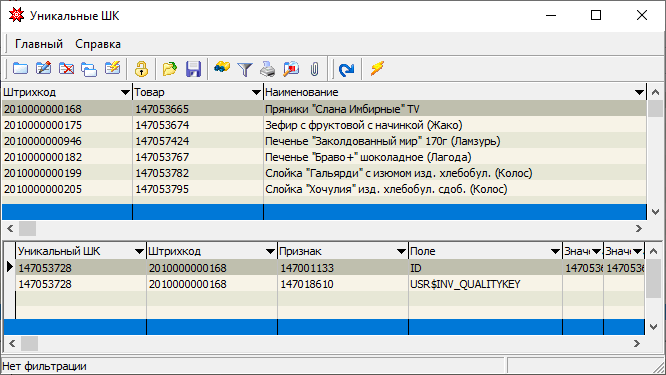 Уникальные ШК
Главный Справка
Штрихкод Товар Наименование
2010000000168 147053665 Пряники "Слана Имбирные" TV
2010000000175 147053674 Зефир с фруктовой с начинкой (Жако)
2010000000946 147057424 Печенье "Заколдованный мир" 170г (Ламзурь)
2010000000182 147053767 Печенье "Браво+" шоколадное (Лагода)
2010000000199 147053782 Слойка "Гальярди" с изюмом изд. хлебобул. (Колос)
2010000000205 147053795 Слойка "Хочулия" изд. хлебобул. сдоб. (Колос)
Уникальный ШК Штрихкод Признак Поле Значе Значе
147053728 2010000000168 147001133 ID 1470536 1470536
147053728 2010000000168 147018610 USR$INV_QUALITYKEY
Нет фильтрации